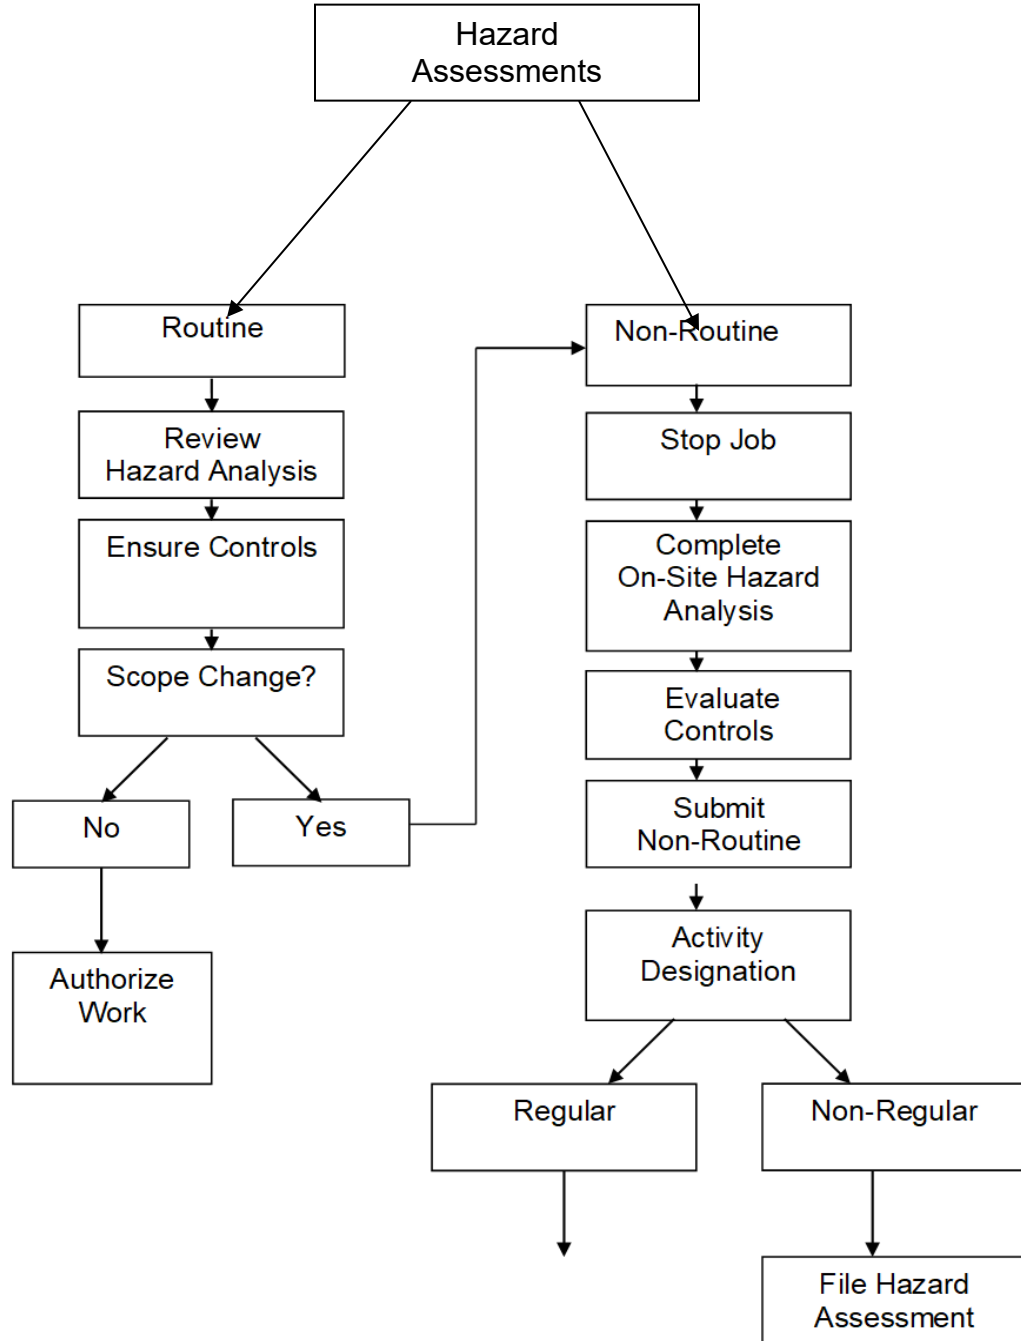 Hazard
Assessments
Routine
Non-Routine
Review
Hazard Analysis
Stop Job
Ensure Controls
Complete
On-Site Hazard
Analysis
Scope Change?
Evaluate
Controls
No
Yes
Submit
Non-Routine
Authorize
Work
Activity
Designation
Regular
Non-Regular
File Hazard
Assessment